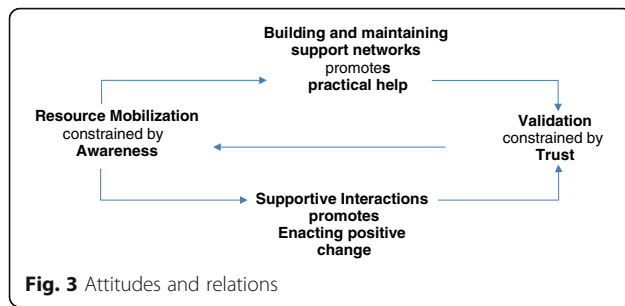 Building and maintaining
support networks
promotes
practical help
Resource Mobilization
constrained by
Awareness
Validation
constrained by
Trust
Supportive Interactions
promotes
Enacting positive
change
Fig. 3 Attitudes and relations